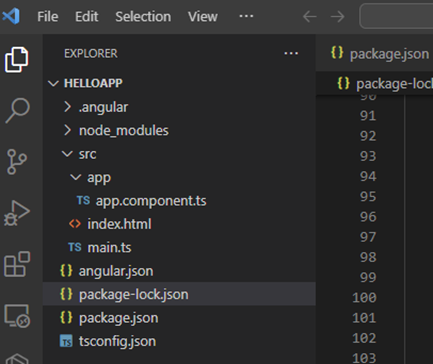 File Edit Selection View ...
EXPLORER ...
HELLOAPP
.angular
node_modules
src
app
TS app.component.ts
<> index.html
TS main.ts
{} angular.json
{} package-lock.json
{} package.json
TS tsconfig.json
{} package.json
{} package-loc
90
91
92
93
94
95
96
97
98
99
100
101
102
103